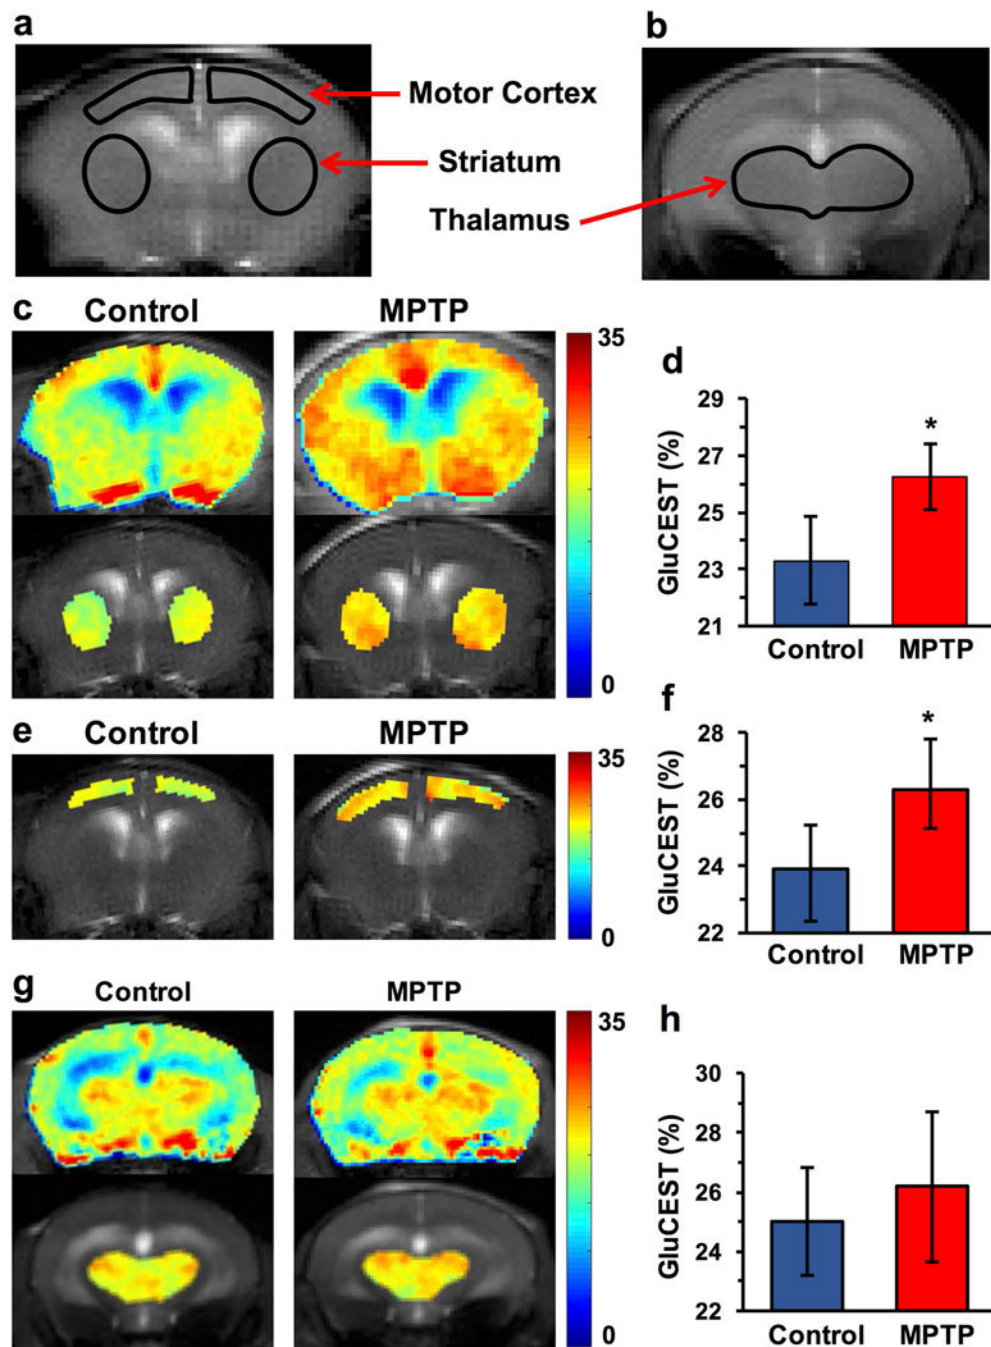 a
b
Motor Cortex
Striatum
Thalamus
c
Control
MPTP
35
0
d
GluCEST (%)
29
27
25
23
21
*
Control
MPTP
e
Control
MPTP
35
0
f
GluCEST (%)
28
26
24
22
*
Control
MPTP
g
Control
MPTP
35
0
h
GluCEST (%)
30
28
26
24
22
Control
MPTP